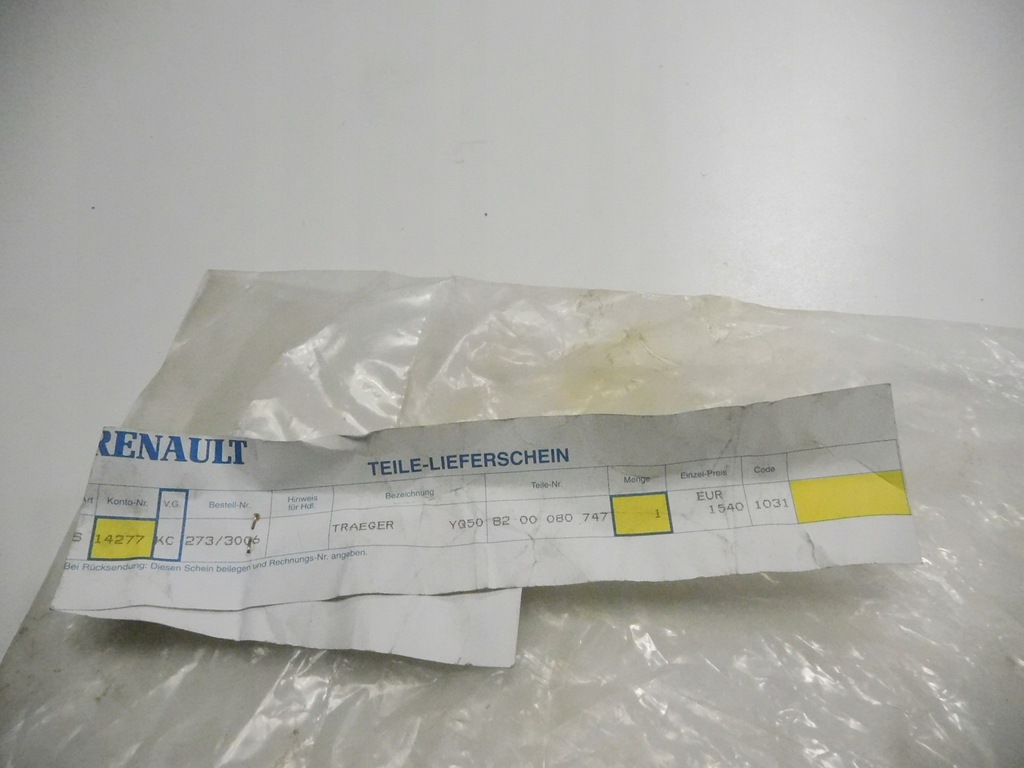 RENAULT
TEILE-LIEFERSCHEIN
Konto-Nr. V.G. Bestell-Nr. Hinweis für Hdl. Bezeichnung Teile-Nr. Menge Einzel-Preis Code
S 14277 KC 273/3006 TRAEGER YQ50 82 00 080 747 1 EUR 1540 1031
Bei Rücksendung: Diesen Schein beilegen und Rechnungs-Nr. angeben.